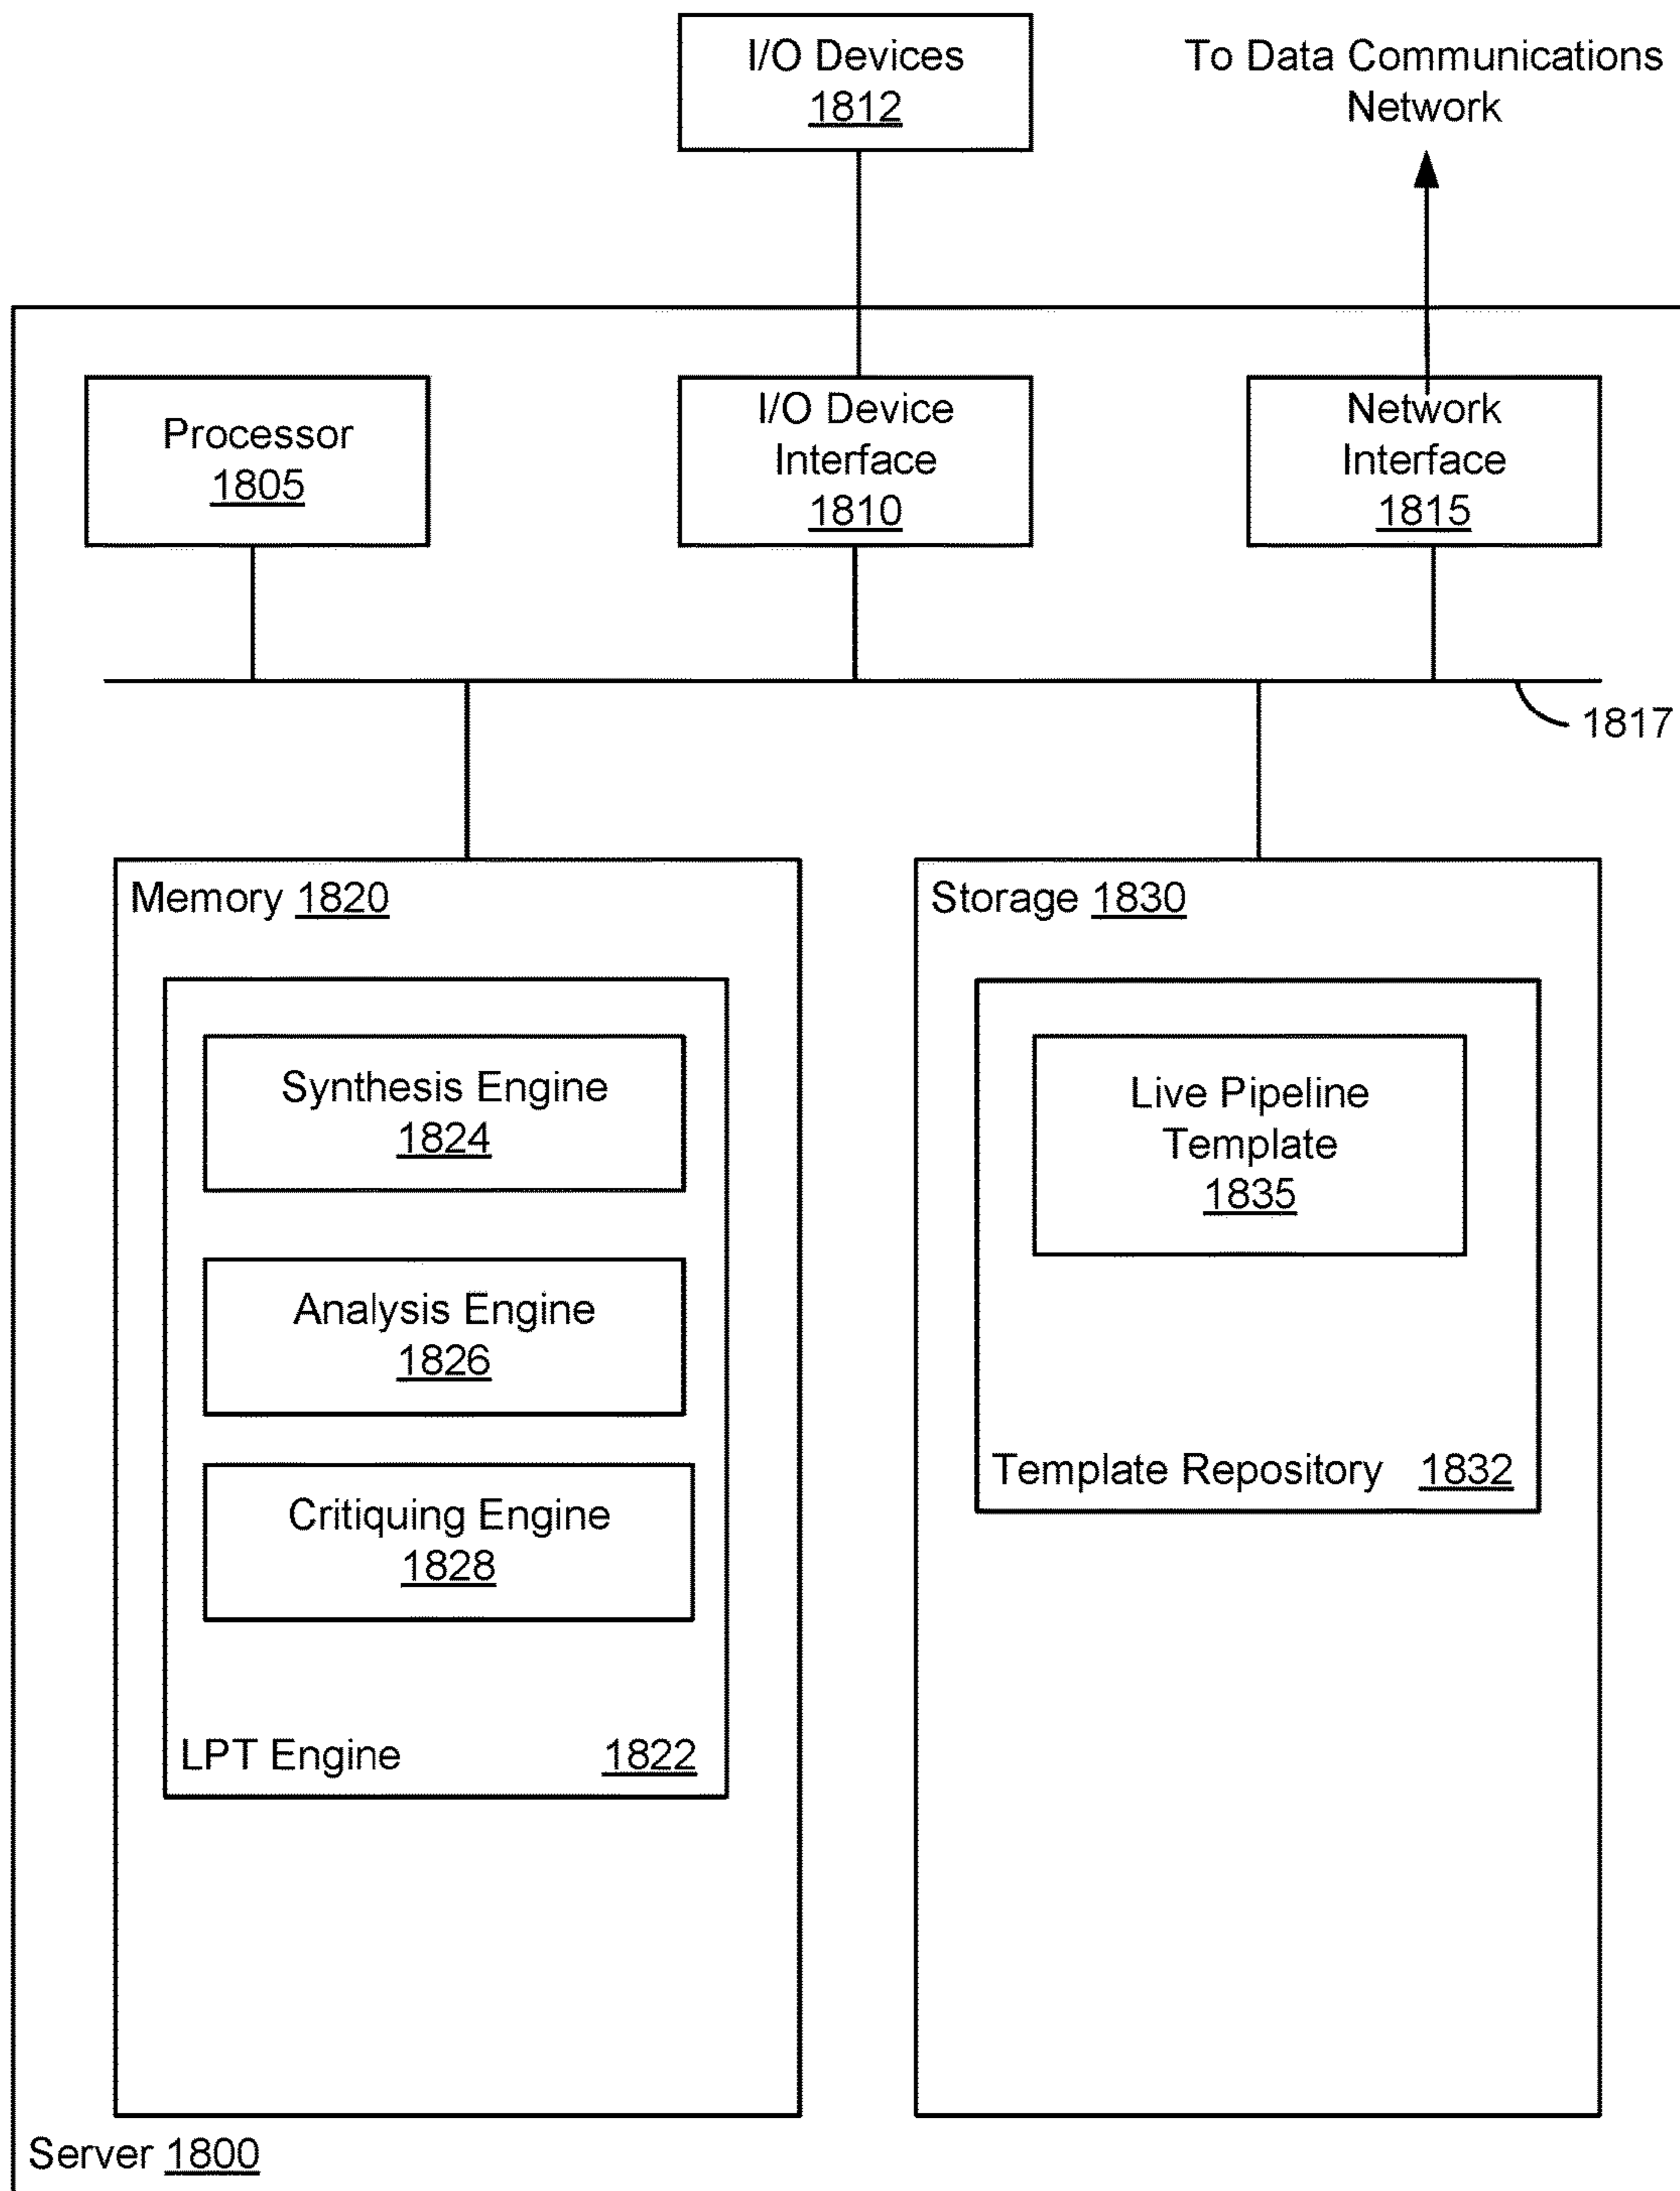 I/O Devices
1812
To Data Communications
Network
Processor
1805
I/O Device
Interface
1810
Network
Interface
1815
1817
Memory 1820
Synthesis Engine
1824
Analysis Engine
1826
Critiquing Engine
1828
LPT Engine 1822
Storage 1830
Live Pipeline
Template
1835
Template Repository 1832
Server 1800